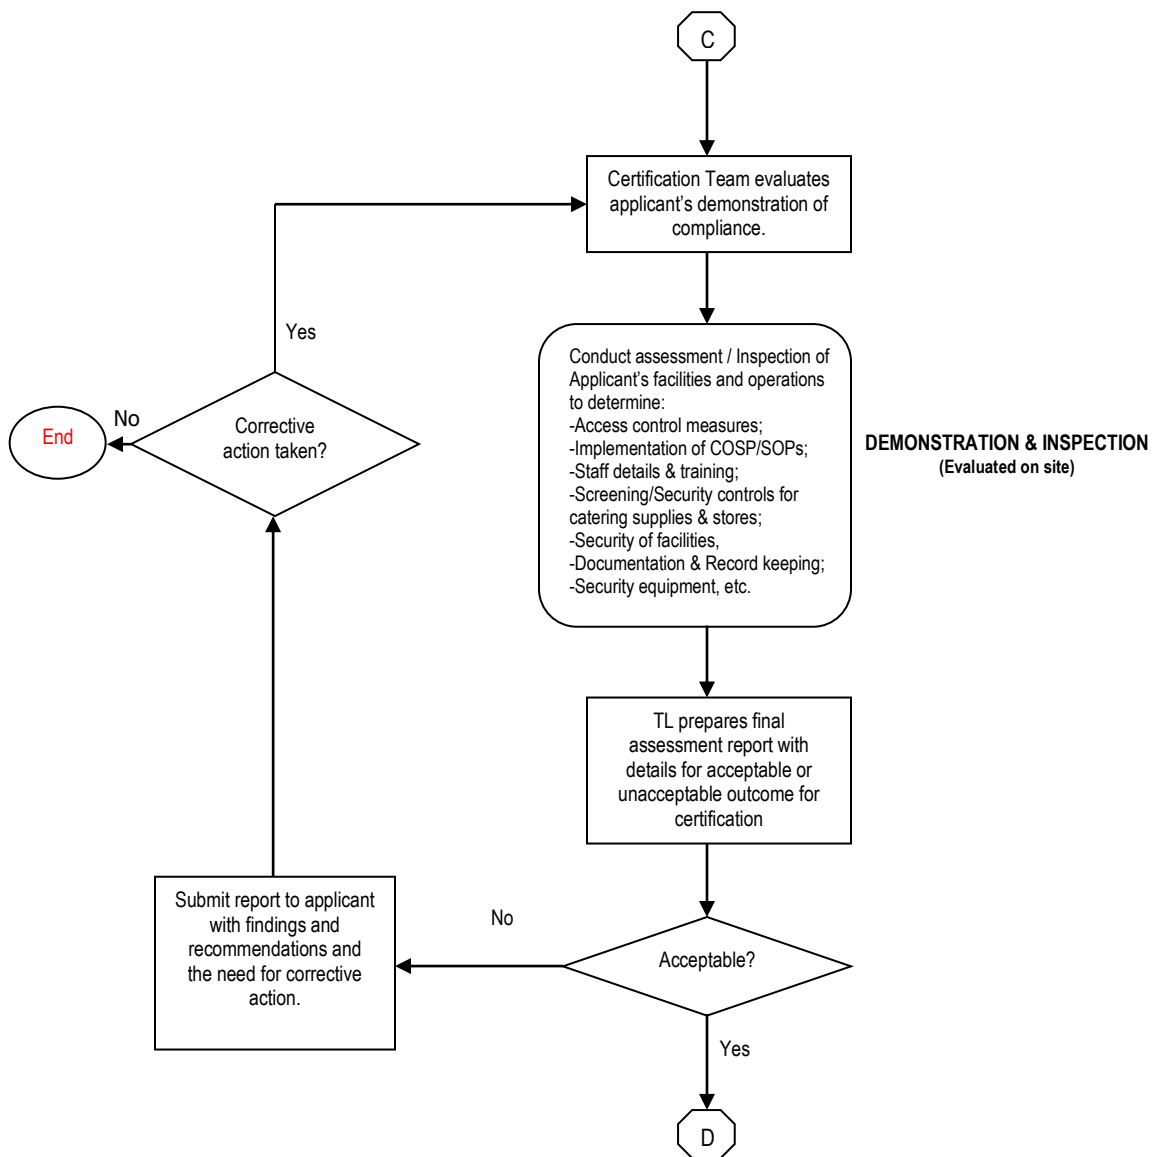 C
Certification Team evaluates
applicant's demonstration of
compliance.
Yes
Conduct assessment / Inspection of
Applicant's facilities and operations
to determine:
-Access control measures;
-Implementation of COSP/SOPs;
-Staff details & training;
-Screening/Security controls for
catering supplies & stores;
-Security of facilities,
-Documentation & Record keeping;
-Security equipment, etc.
DEMONSTRATION & INSPECTION
(Evaluated on site)
End
No
Corrective
action taken?
TL prepares final
assessment report with
details for acceptable or
unacceptable outcome for
certification
Submit report to applicant
with findings and
recommendations and
the need for corrective
action.
No
Acceptable?
Yes
D